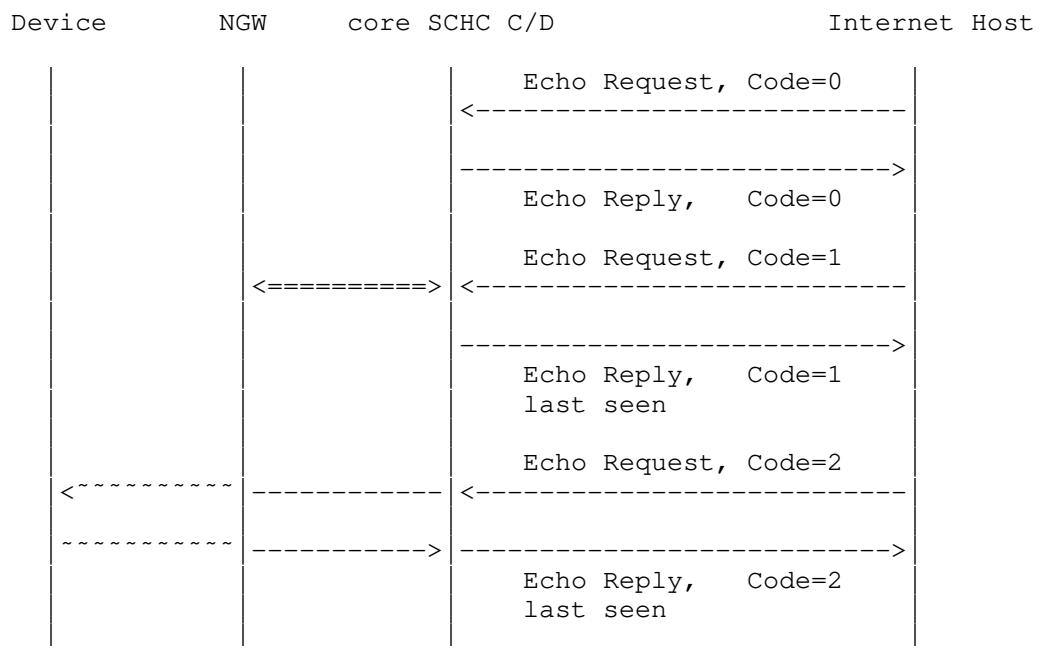 Device NGW core SCHC C/D Internet Host
Echo Request, Code=0
Echo Reply, Code=0
Echo Request, Code=1
Echo Reply, Code=1
last seen
Echo Request, Code=2
Echo Reply, Code=2
last seen